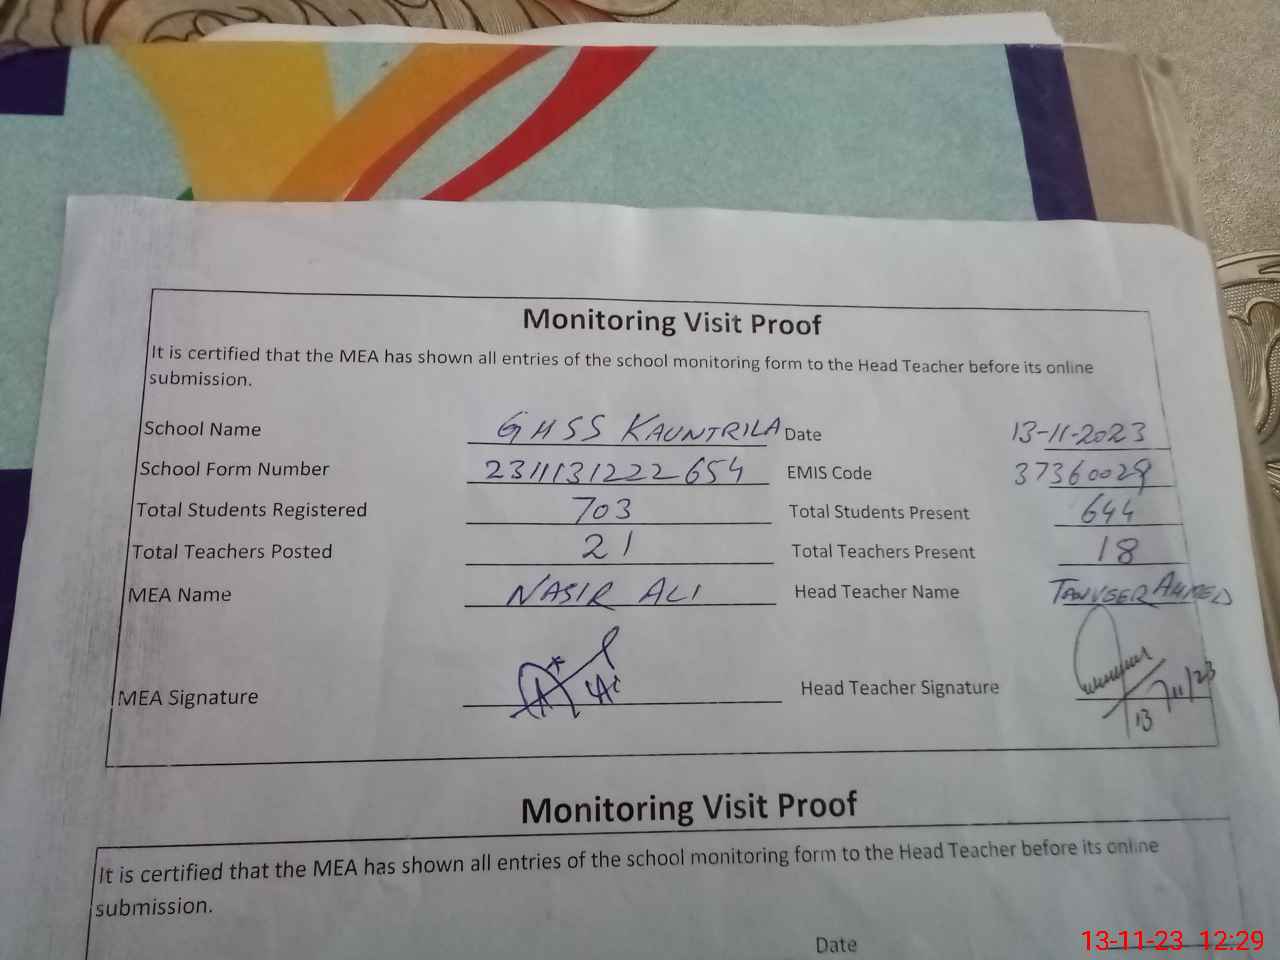 Monitoring Visit Proof
It is certified that the MEA has shown all entries of the school monitoring form to the Head Teacher before its online
submission.
School Name GHSS KAUNTRILA Date 13-11-2023
School Form Number 2311131222654 EMIS Code 37360029
Total Students Registered 703 Total Students Present 644
Total Teachers Posted 21 Total Teachers Present 18
MEA Name NASIR ALI Head Teacher Name AHMED
MEA Signature Head Teacher Signature 13/11/23
Monitoring Visit Proof
It is certified that the MEA has shown all entries of the school monitoring form to the Head Teacher before its online
submission.
Date
13-11-23 12:29